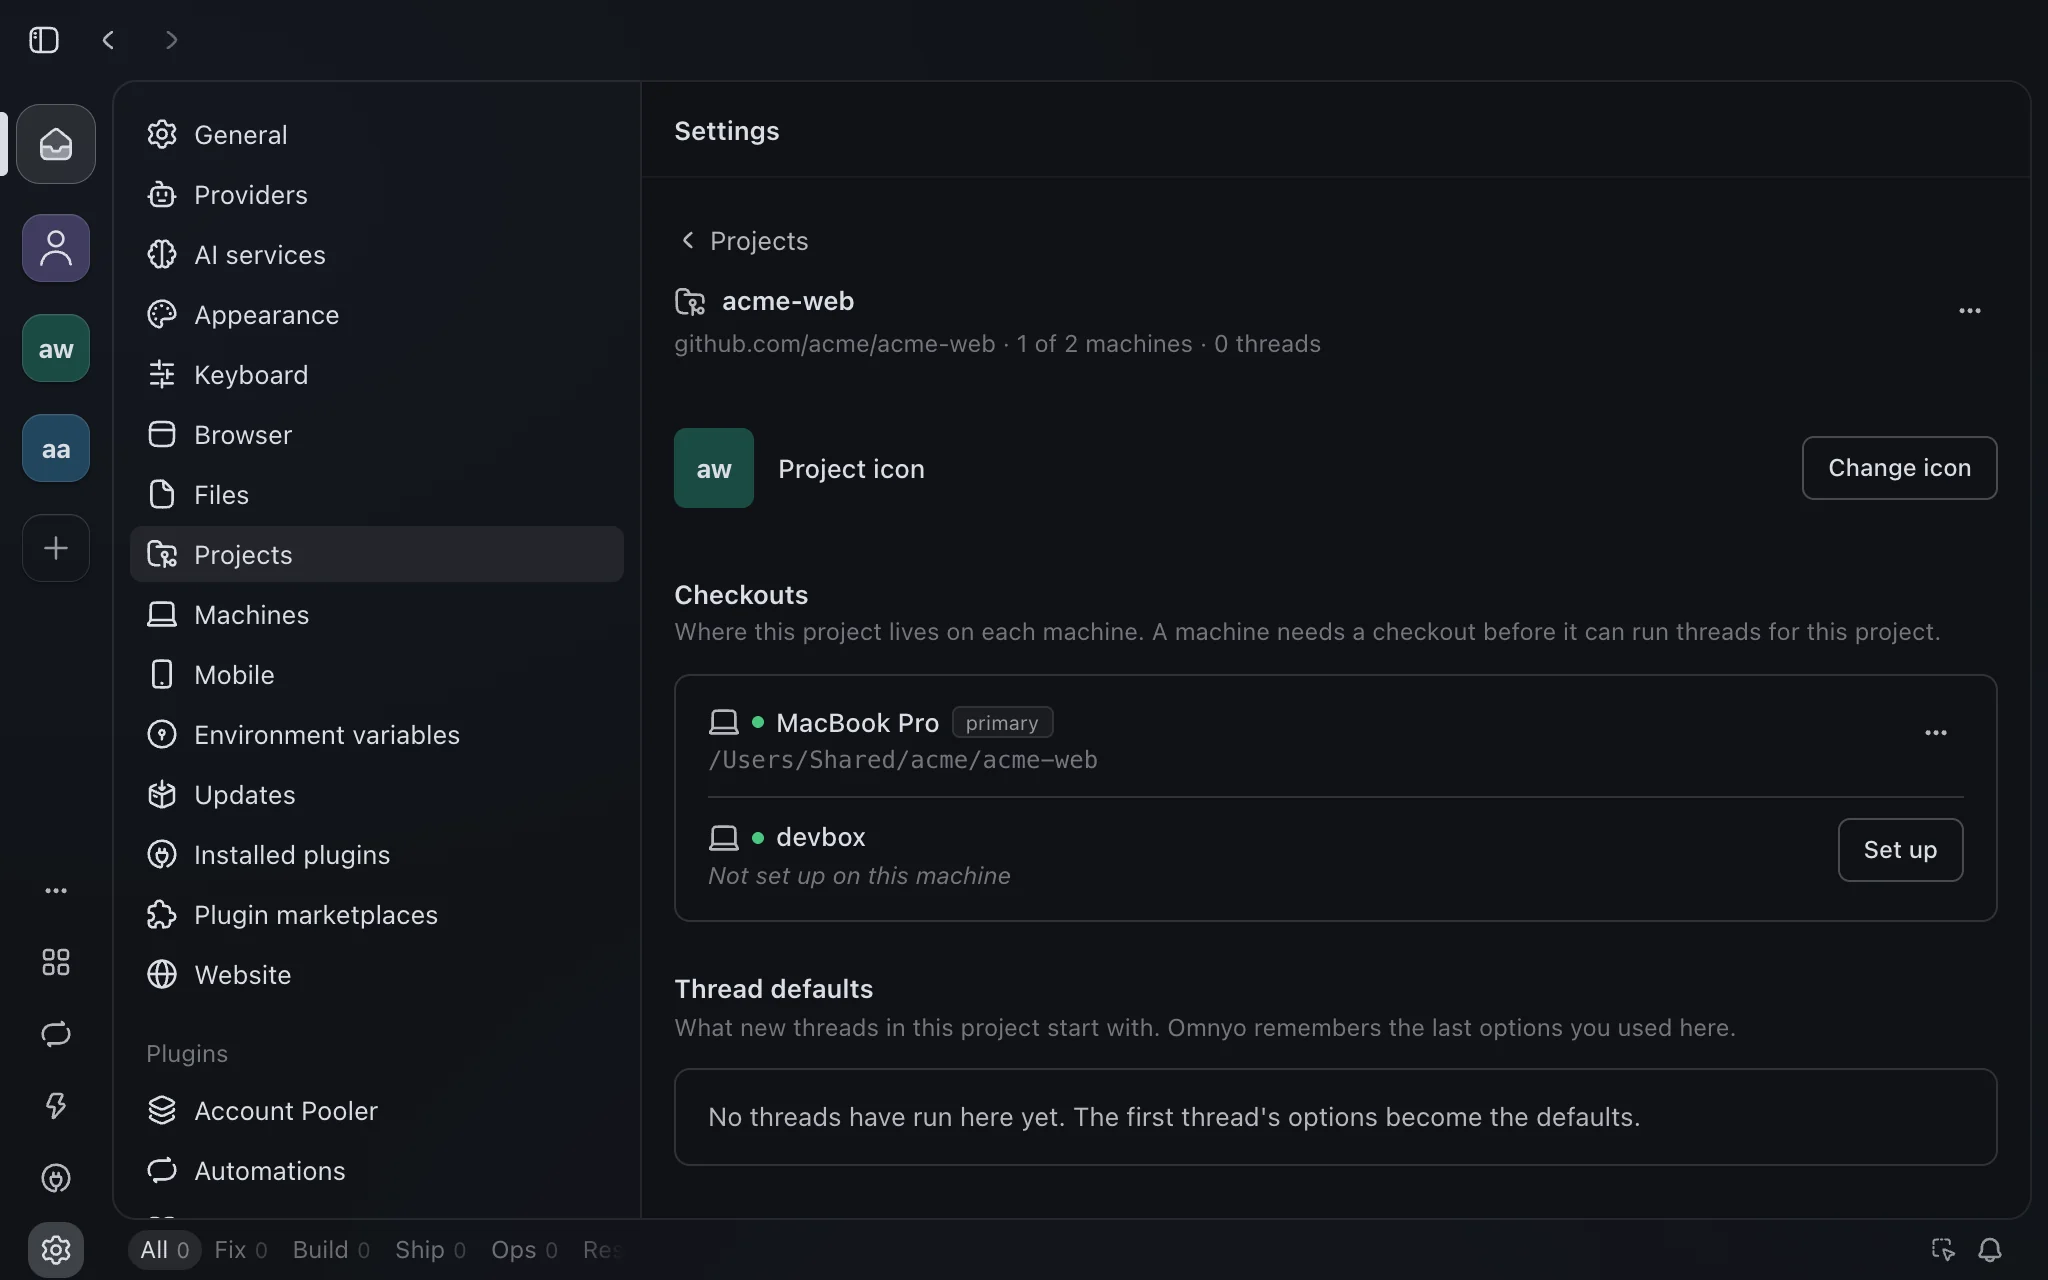 General
Providers
AI services
Appearance
Keyboard
Browser
Files
Projects
Machines
Mobile
Environment variables
Updates
Installed plugins
Plugin marketplaces
Website
Plugins
Account Pooler
Automations
aw
aa
Settings
Projects
acme-web
github.com/acme/acme-web · 1 of 2 machines · 0 threads
aw Project icon Change icon
Checkouts
Where this project lives on each machine. A machine needs a checkout before it can run threads for this project.
MacBook Pro primary
/Users/Shared/acme/acme-web
devbox
Not set up on this machine
Set up
Thread defaults
What new threads in this project start with. Omnyo remembers the last options you used here.
No threads have run here yet. The first thread's options become the defaults.
All 0 Fix 0 Build 0 Ship 0 Ops 0